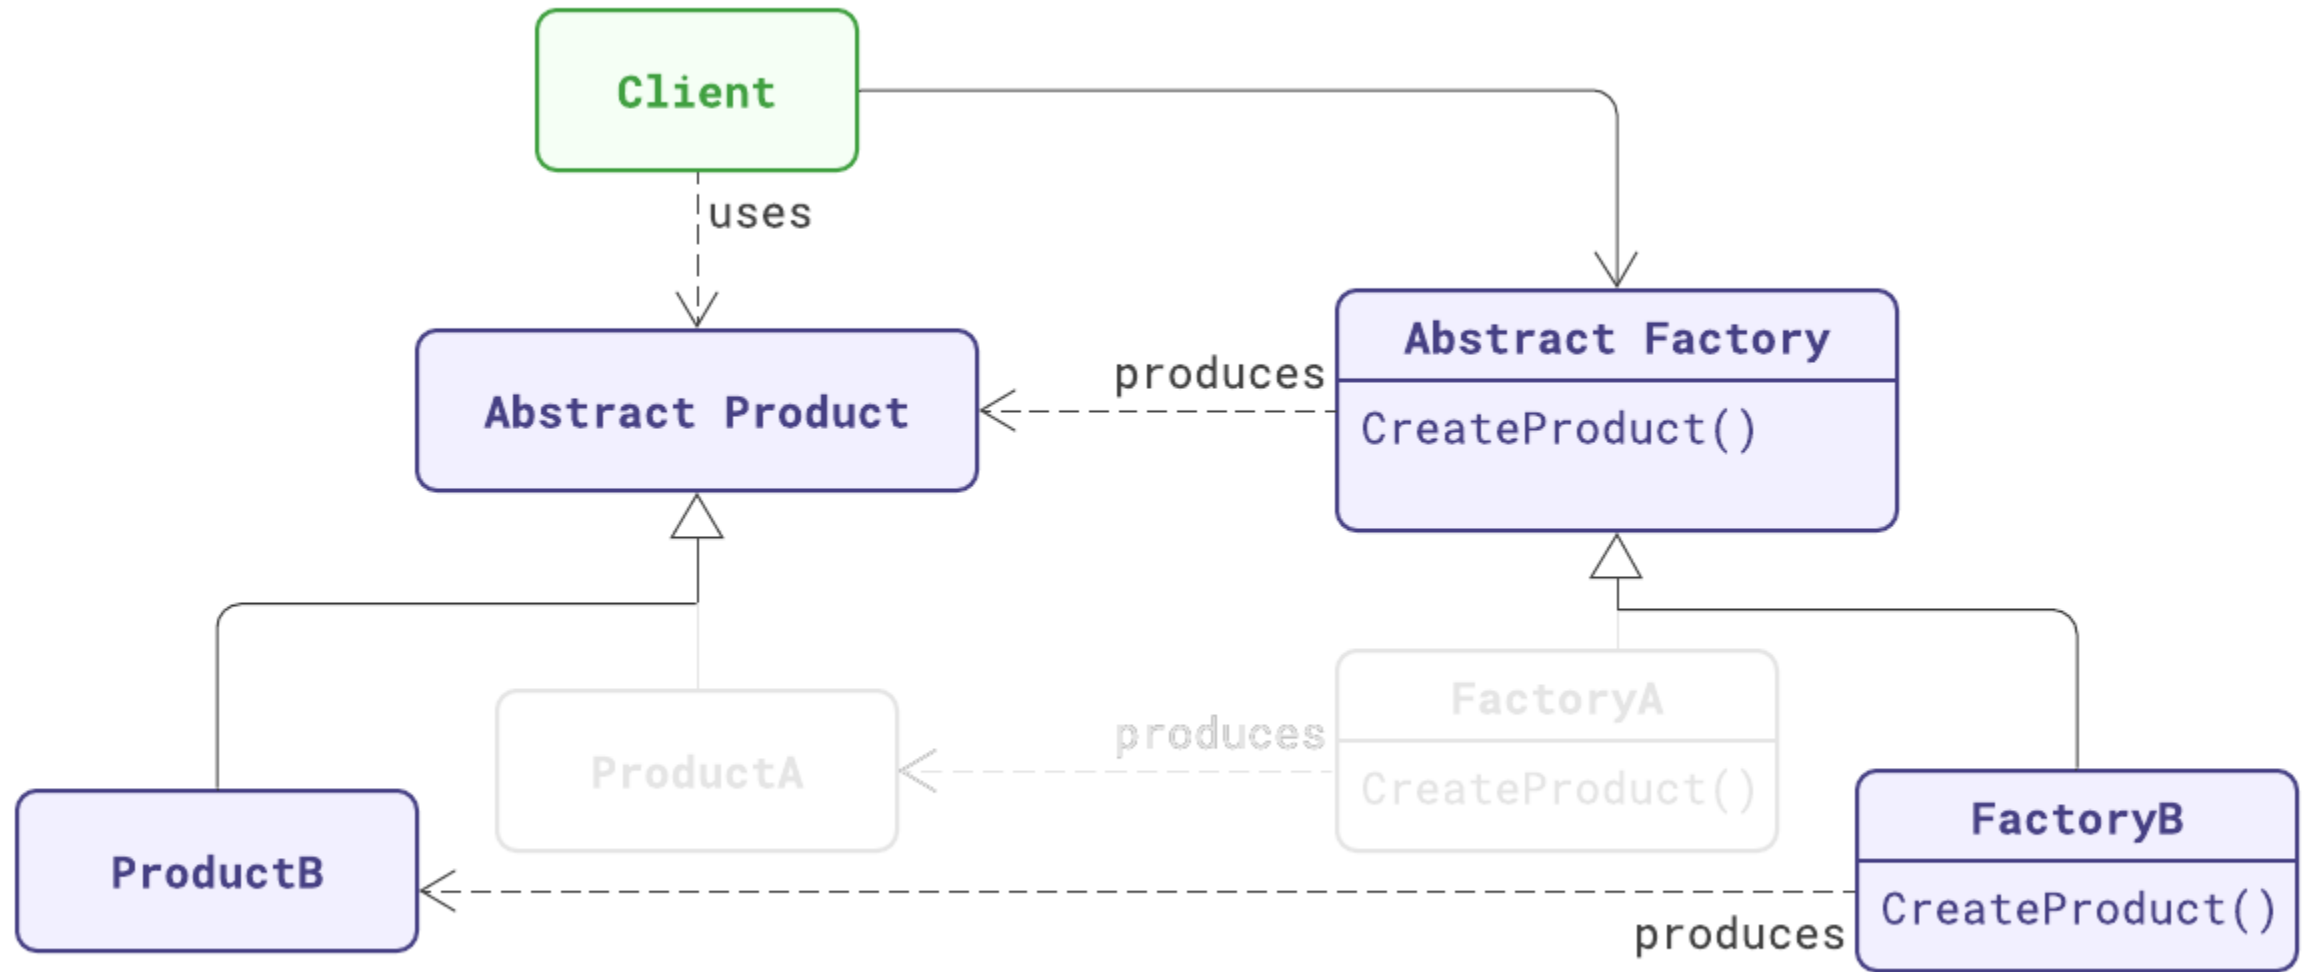 Client
uses
Abstract Factory
produces
Abstract Product
CreateProduct()
FactoryA
produces
ProductA
CreateProduct()
FactoryB
ProductB
CreateProduct()
produces